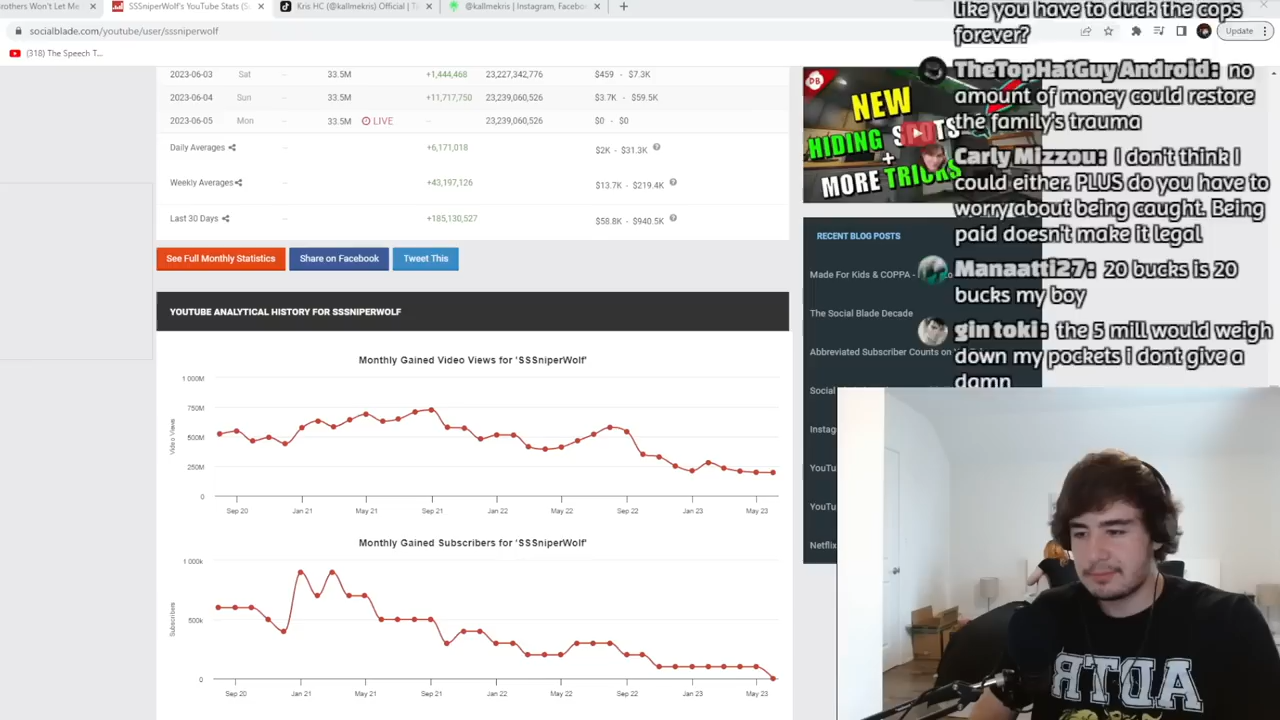 rothers Won't Let Me
SSSniperWolf's YouTube Stats (S
Kris HC (@kallmekris) Official | T
@kallmekris | Instagram, Facebo
socialblade.com/youtube/user/sssniperwolf
Update
(318) The Speech T...
2023-06-03 Sat -- 33.5M +1,444,468 23,227,342,776 $459 - $7.3K
2023-06-04 Sun -- 33.5M +11,717,750 23,239,060,526 $3.7K - $59.5K
2023-06-05 Mon -- 33.5M LIVE -- 23,239,060,526 $0 - $0
Daily Averages -- +6,171,018 $2K - $31.3K
Weekly Averages -- +43,197,126 $13.7K - $219.4K
Last 30 Days -- +185,130,527 $58.8K - $940.5K
See Full Monthly Statistics
Share on Facebook
Tweet This
YOUTUBE ANALYTICAL HISTORY FOR SSSNIPERWOLF
Monthly Gained Video Views for 'SSSniperWolf'
1 000M
750M
500M
250M
0
Video Views
Sep 20 Jan 21 May 21 Sep 21 Jan 22 May 22 Sep 22 Jan 23 May 23
Monthly Gained Subscribers for 'SSSniperWolf'
1 000k
500k
0
Subscribers
Sep 20 Jan 21 May 21 Sep 21 Jan 22 May 22 Sep 22 Jan 23 May 23
DB
NEW
HIDING SPOTS
+
MORE TRICKS
RECENT BLOG POSTS
Made For Kids & COPPA -
The Social Blade Decade
Abbreviated Subscriber Counts on
Social
Instag
YouTu
YouTu
Netflix
like you have to duck the cops
forever?
TheTopHatGuy Android: no
amount of money could restore
the family's trauma
Carly Mizzou: I don't think I
could either. PLUS do you have to
worry about being caught. Being
paid doesn't make it legal
Manaatti27: 20 bucks is 20
bucks my boy
gin toki: the 5 mill would weigh
down my pockets i dont give a
damn
ADTR